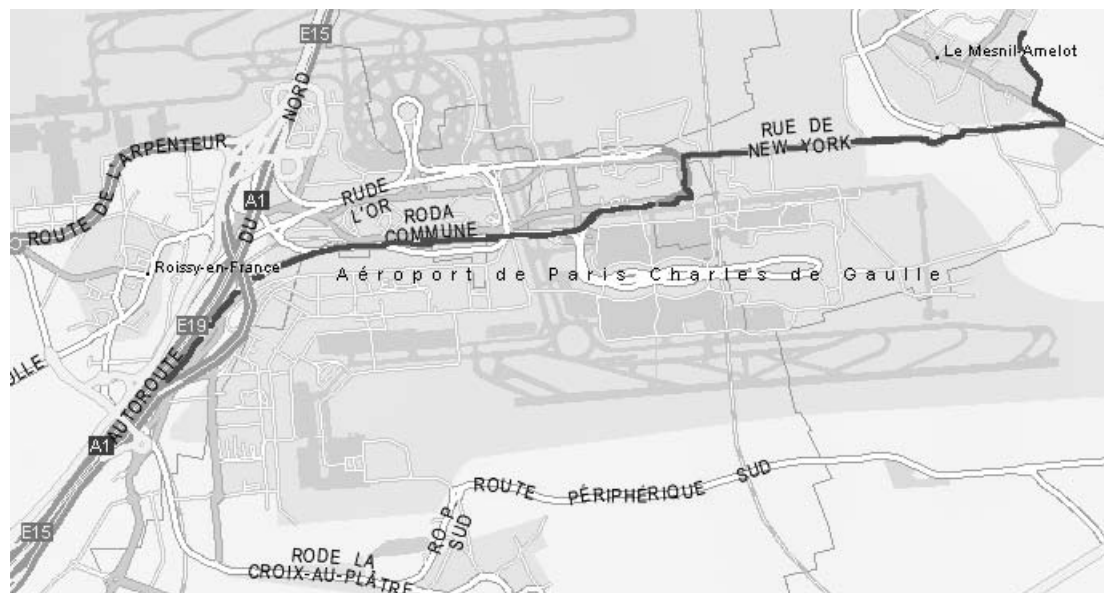 E15
Le Mesnil-Amelot
NORD
RUE DE
NEW YORK
ROUTE DE L'ARPENTEUR
A1
RUDE
L'OR
RODA
COMMUNE
DU
Roissy-en-France
Aéroport de Paris-Charles de Gaulle
E19
ULLE
AUTOROUTE
A1
ROUTE PÉRIPHÉRIQUE SUD
RO. P.
SUD
E15
RODE LA
CROIX-AU-PLÂTRE